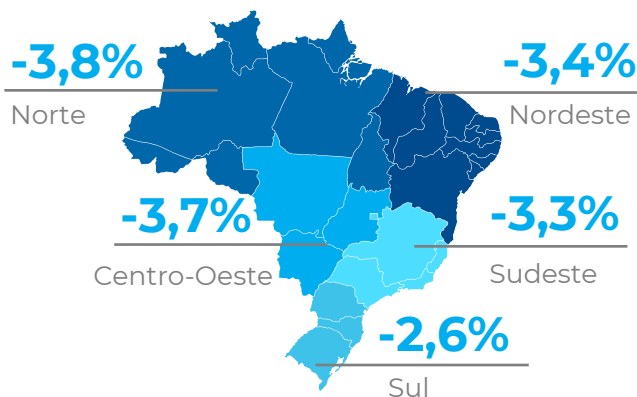 -3,8%
Norte
-3,4%
Nordeste
-3,7%
Centro-Oeste
-3,3%
Sudeste
-2,6%
Sul